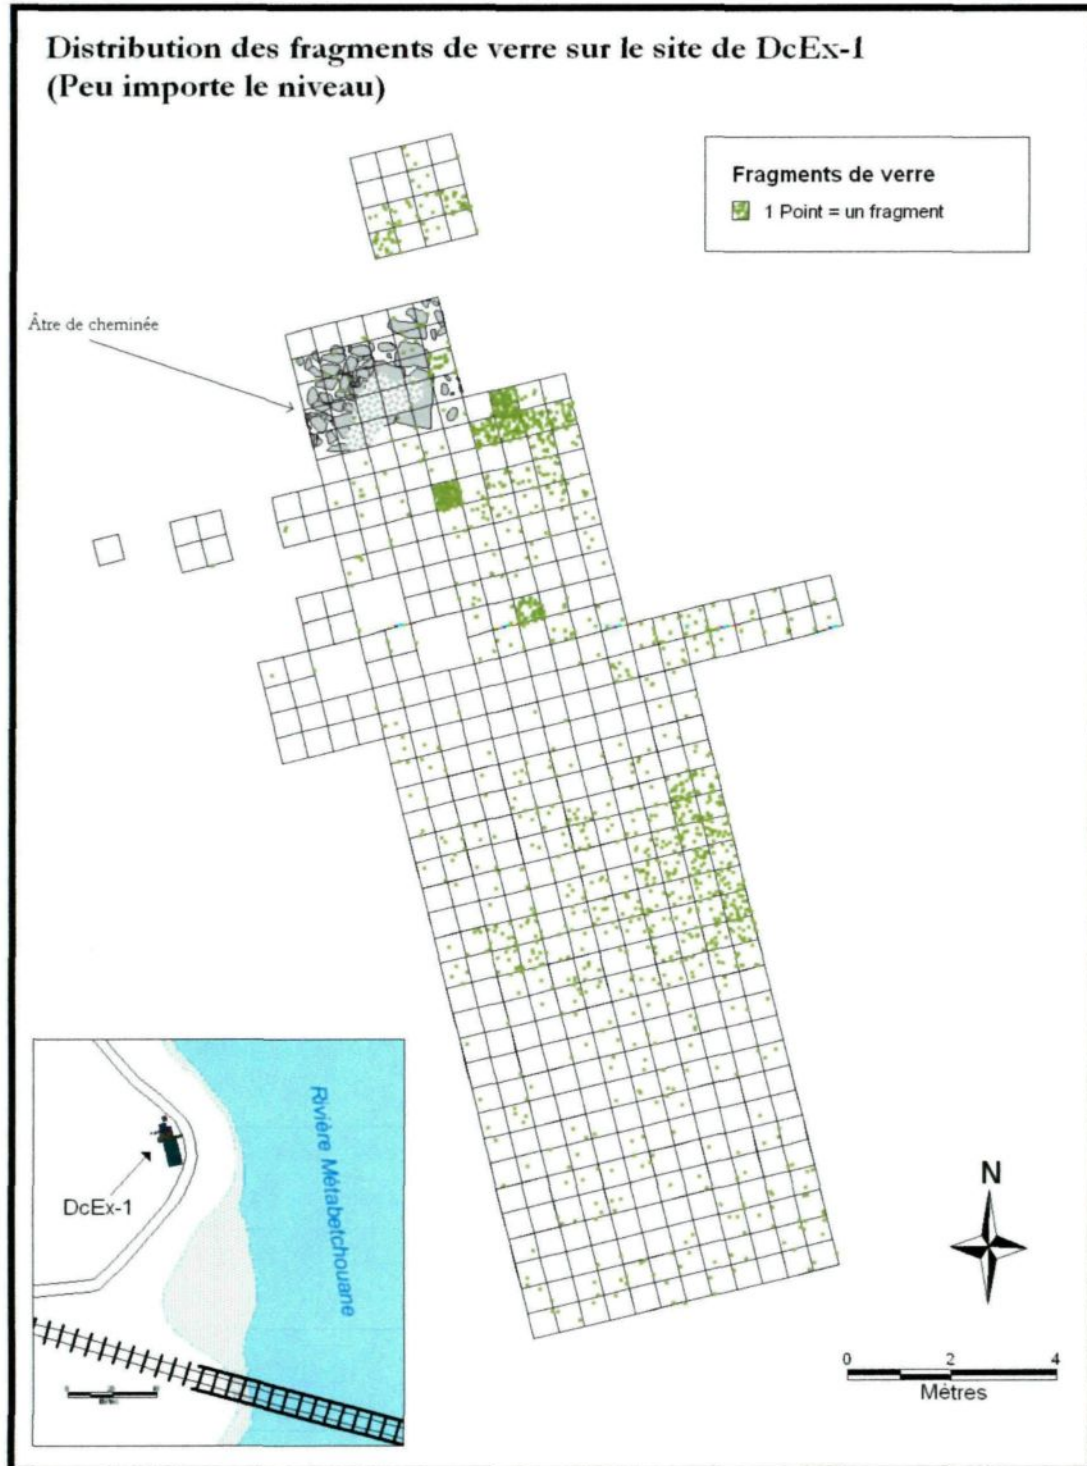 Distribution des fragments de verre sur le site de DcEx-1
(Peu importe le niveau)
Fragments de verre
1 Point = un fragment
Âtre de cheminée
Rivière Métabetchouane
DcEx-1
N
0 2 4
Mètres